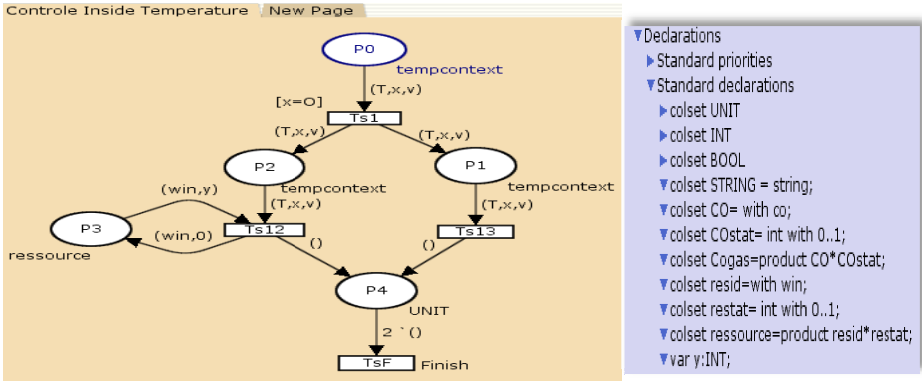 Controle Inside Temperature
New Page
P0
tempcontext
(T,x,v)
[x=O]
Ts1
(T,x,v)
(T,x,v)
P2
P1
tempcontext
tempcontext
(win,y)
(T,x,v)
(T,x,v)
P3
Ts12
Ts13
(win,0)
()
()
ressource
P4
UNIT
2 `()
TsF
Finish
Declarations
Standard priorities
Standard declarations
colset UNIT
colset INT
colset BOOL
colset STRING = string;
colset CO= with co;
colset COstat= int with 0..1;
colset Cogas=product CO*COstat;
colset resid=with win;
colset restat= int with 0..1;
colset ressource=product resid*restat;
var y:INT;